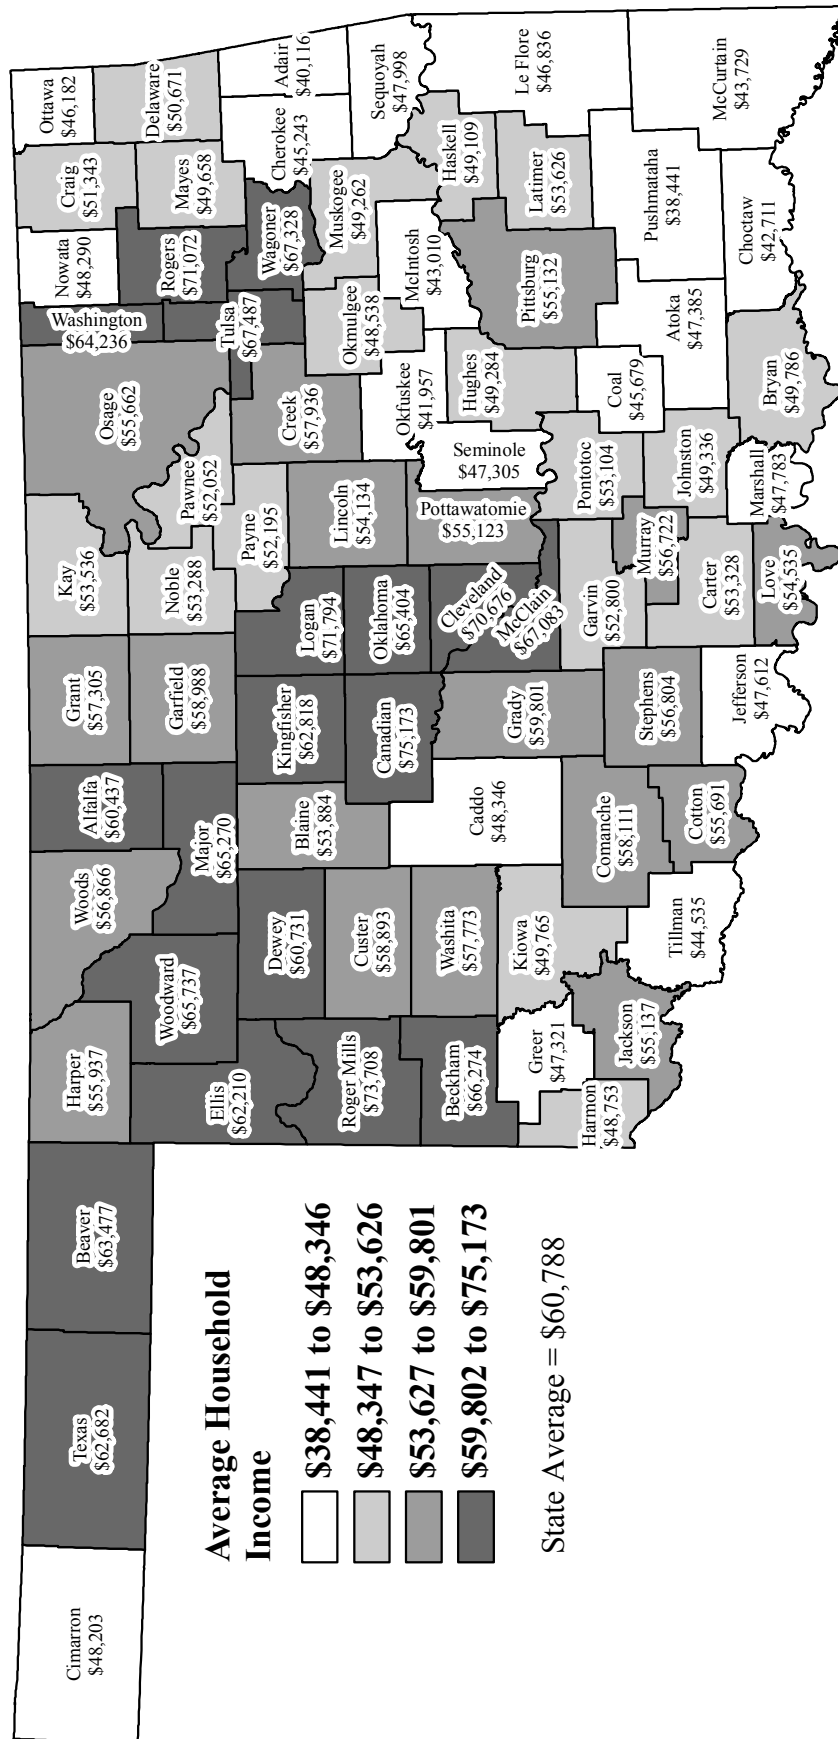 Cimarron
$48,203
Texas
$62,682
Beaver
$63,477
Harper
$55,937
Woods
$56,866
Alfalfa
$60,437
Grant
$57,305
Kay
$53,536
Osage
$55,662
Washington
$64,236
Nowata
$48,290
Craig
$51,343
Ottawa
$46,182
Delaware
$50,671
Mayes
$49,658
Rogers
$71,072
Woodward
$65,737
Major
$65,270
Garfield
$58,988
Noble
$53,288
Pawnee
$52,052
Ellis
$62,210
Dewey
$60,731
Blaine
$53,884
Kingfisher
$62,818
Logan
$71,794
Payne
$52,195
Creek
$57,936
Tulsa
$67,487
Wagoner
$67,328
Cherokee
$45,243
Adair
$40,116
Roger Mills
$73,708
Custer
$58,893
Canadian
$75,173
Oklahoma
$65,404
Lincoln
$54,134
Okfuskee
$41,957
Okmulgee
$48,538
Muskogee
$49,262
Sequoyah
$47,998
Beckham
$66,274
Washita
$57,773
Caddo
$48,346
Grady
$59,801
Cleveland
$70,676
McClain
$67,083
Pottawatomie
$55,123
Seminole
$47,305
Hughes
$49,284
McIntosh
$43,010
Haskell
$49,109
Le Flore
$46,836
Greer
$47,321
Kiowa
$49,765
Comanche
$58,111
Stephens
$56,804
Garvin
$52,800
Pontotoc
$53,104
Coal
$45,679
Pittsburg
$55,132
Latimer
$53,626
Harmon
$48,753
Jackson
$55,137
Tillman
$44,535
Cotton
$55,691
Jefferson
$47,612
Carter
$53,328
Murray
$56,722
Johnston
$49,336
Atoka
$47,385
Pushmataha
$38,441
McCurtain
$43,729
Love
$54,535
Marshall
$47,783
Bryan
$49,786
Choctaw
$42,711
Average Household
Income
$38,441 to $48,346
$48,347 to $53,626
$53,627 to $59,801
$59,802 to $75,173
State Average = $60,788